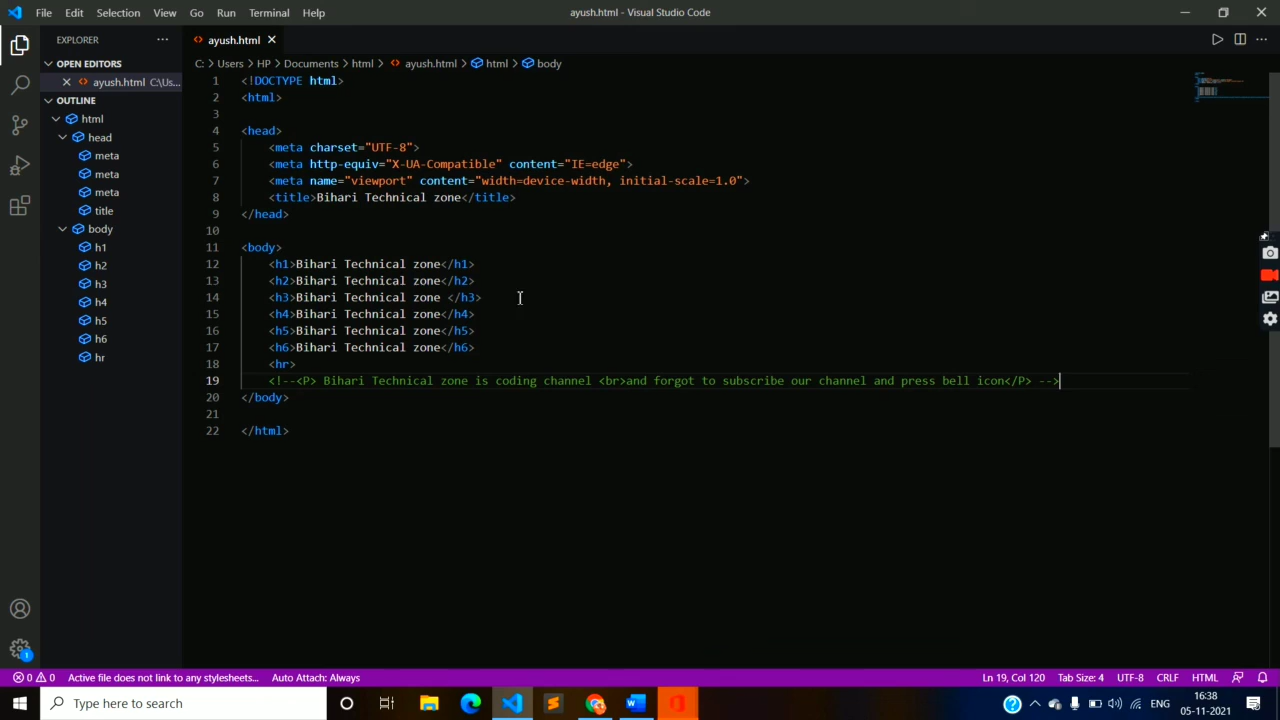 File Edit Selection View Go Run Terminal Help
ayush.html - Visual Studio Code
EXPLORER
OPEN EDITORS
ayush.html C:\Us...
OUTLINE
html
head
meta
meta
meta
title
body
h1
h2
h3
h4
h5
h6
hr
ayush.html
C: > Users > HP > Documents > html > ayush.html > html > body
1 <!DOCTYPE html>
2 <html>
3
4 <head>
5 <meta charset="UTF-8">
6 <meta http-equiv="X-UA-Compatible" content="IE=edge">
7 <meta name="viewport" content="width=device-width, initial-scale=1.0">
8 <title>Bihari Technical zone</title>
9 </head>
10
11 <body>
12 <h1>Bihari Technical zone</h1>
13 <h2>Bihari Technical zone</h2>
14 <h3>Bihari Technical zone </h3>
15 <h4>Bihari Technical zone</h4>
16 <h5>Bihari Technical zone</h5>
17 <h6>Bihari Technical zone</h6>
18 <hr>
19 <!--<P> Bihari Technical zone is coding channel <br>and forgot to subscribe our channel and press bell icon</P> -->
20 </body>
21
22 </html>
1
0 0 Active file does not link to any stylesheets... Auto Attach: Always
Ln 19, Col 120 Tab Size: 4 UTF-8 CRLF HTML
Type here to search
ENG
16:38
05-11-2021